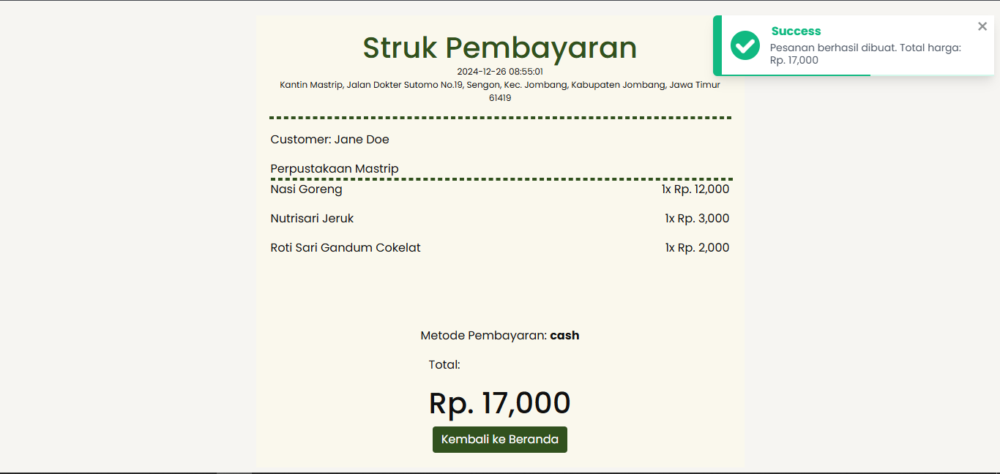 Struk Pembayaran
2024-12-26 08:55:01
Kantin Mastrip, Jalan Dokter Sutomo No.19, Sengon, Kec. Jombang, Kabupaten Jombang, Jawa Timur
61419
Success
Pesanan berhasil dibuat. Total harga:
Rp. 17,000
Customer: Jane Doe
Perpustakaan Mastrip
Nasi Goreng 1x Rp. 12,000
Nutrisari Jeruk 1x Rp. 3,000
Roti Sari Gandum Cokelat 1x Rp. 2,000
Metode Pembayaran: cash
Total:
Rp. 17,000
Kembali ke Beranda